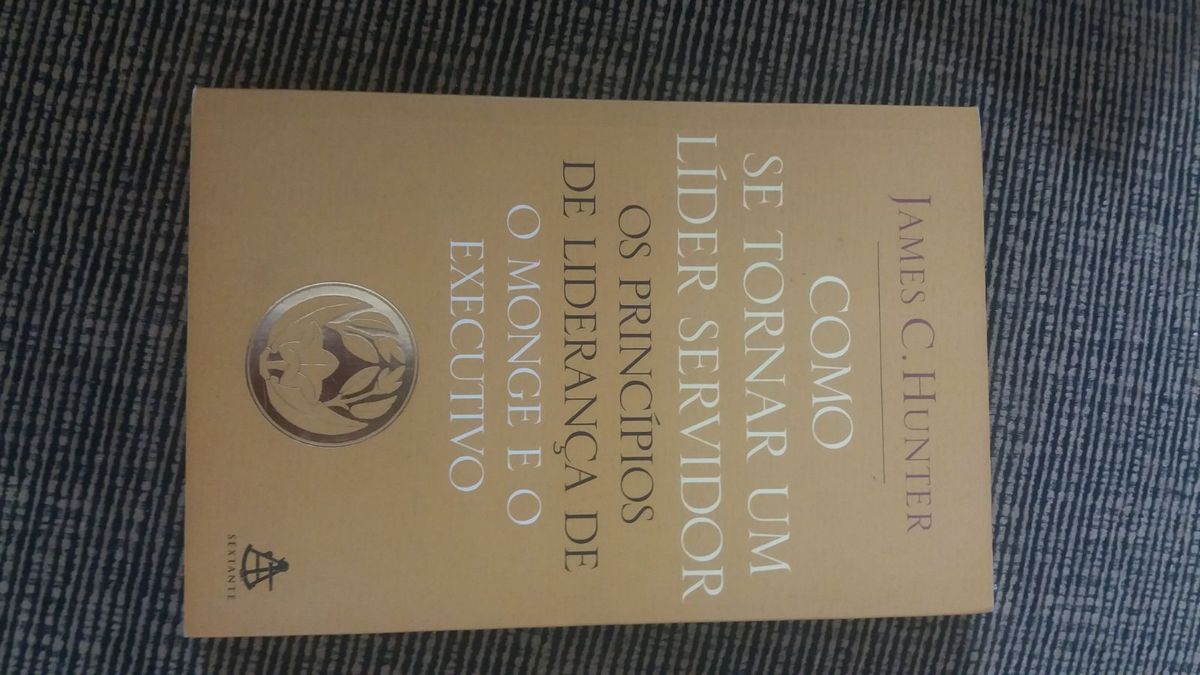 JAMES C. HUNTER
COMO
SE TORNAR UM
LÍDER SERVIDOR
OS PRINCÍPIOS
DE LIDERANÇA DE
O MONGE E O
EXECUTIVO
SEXTANTE